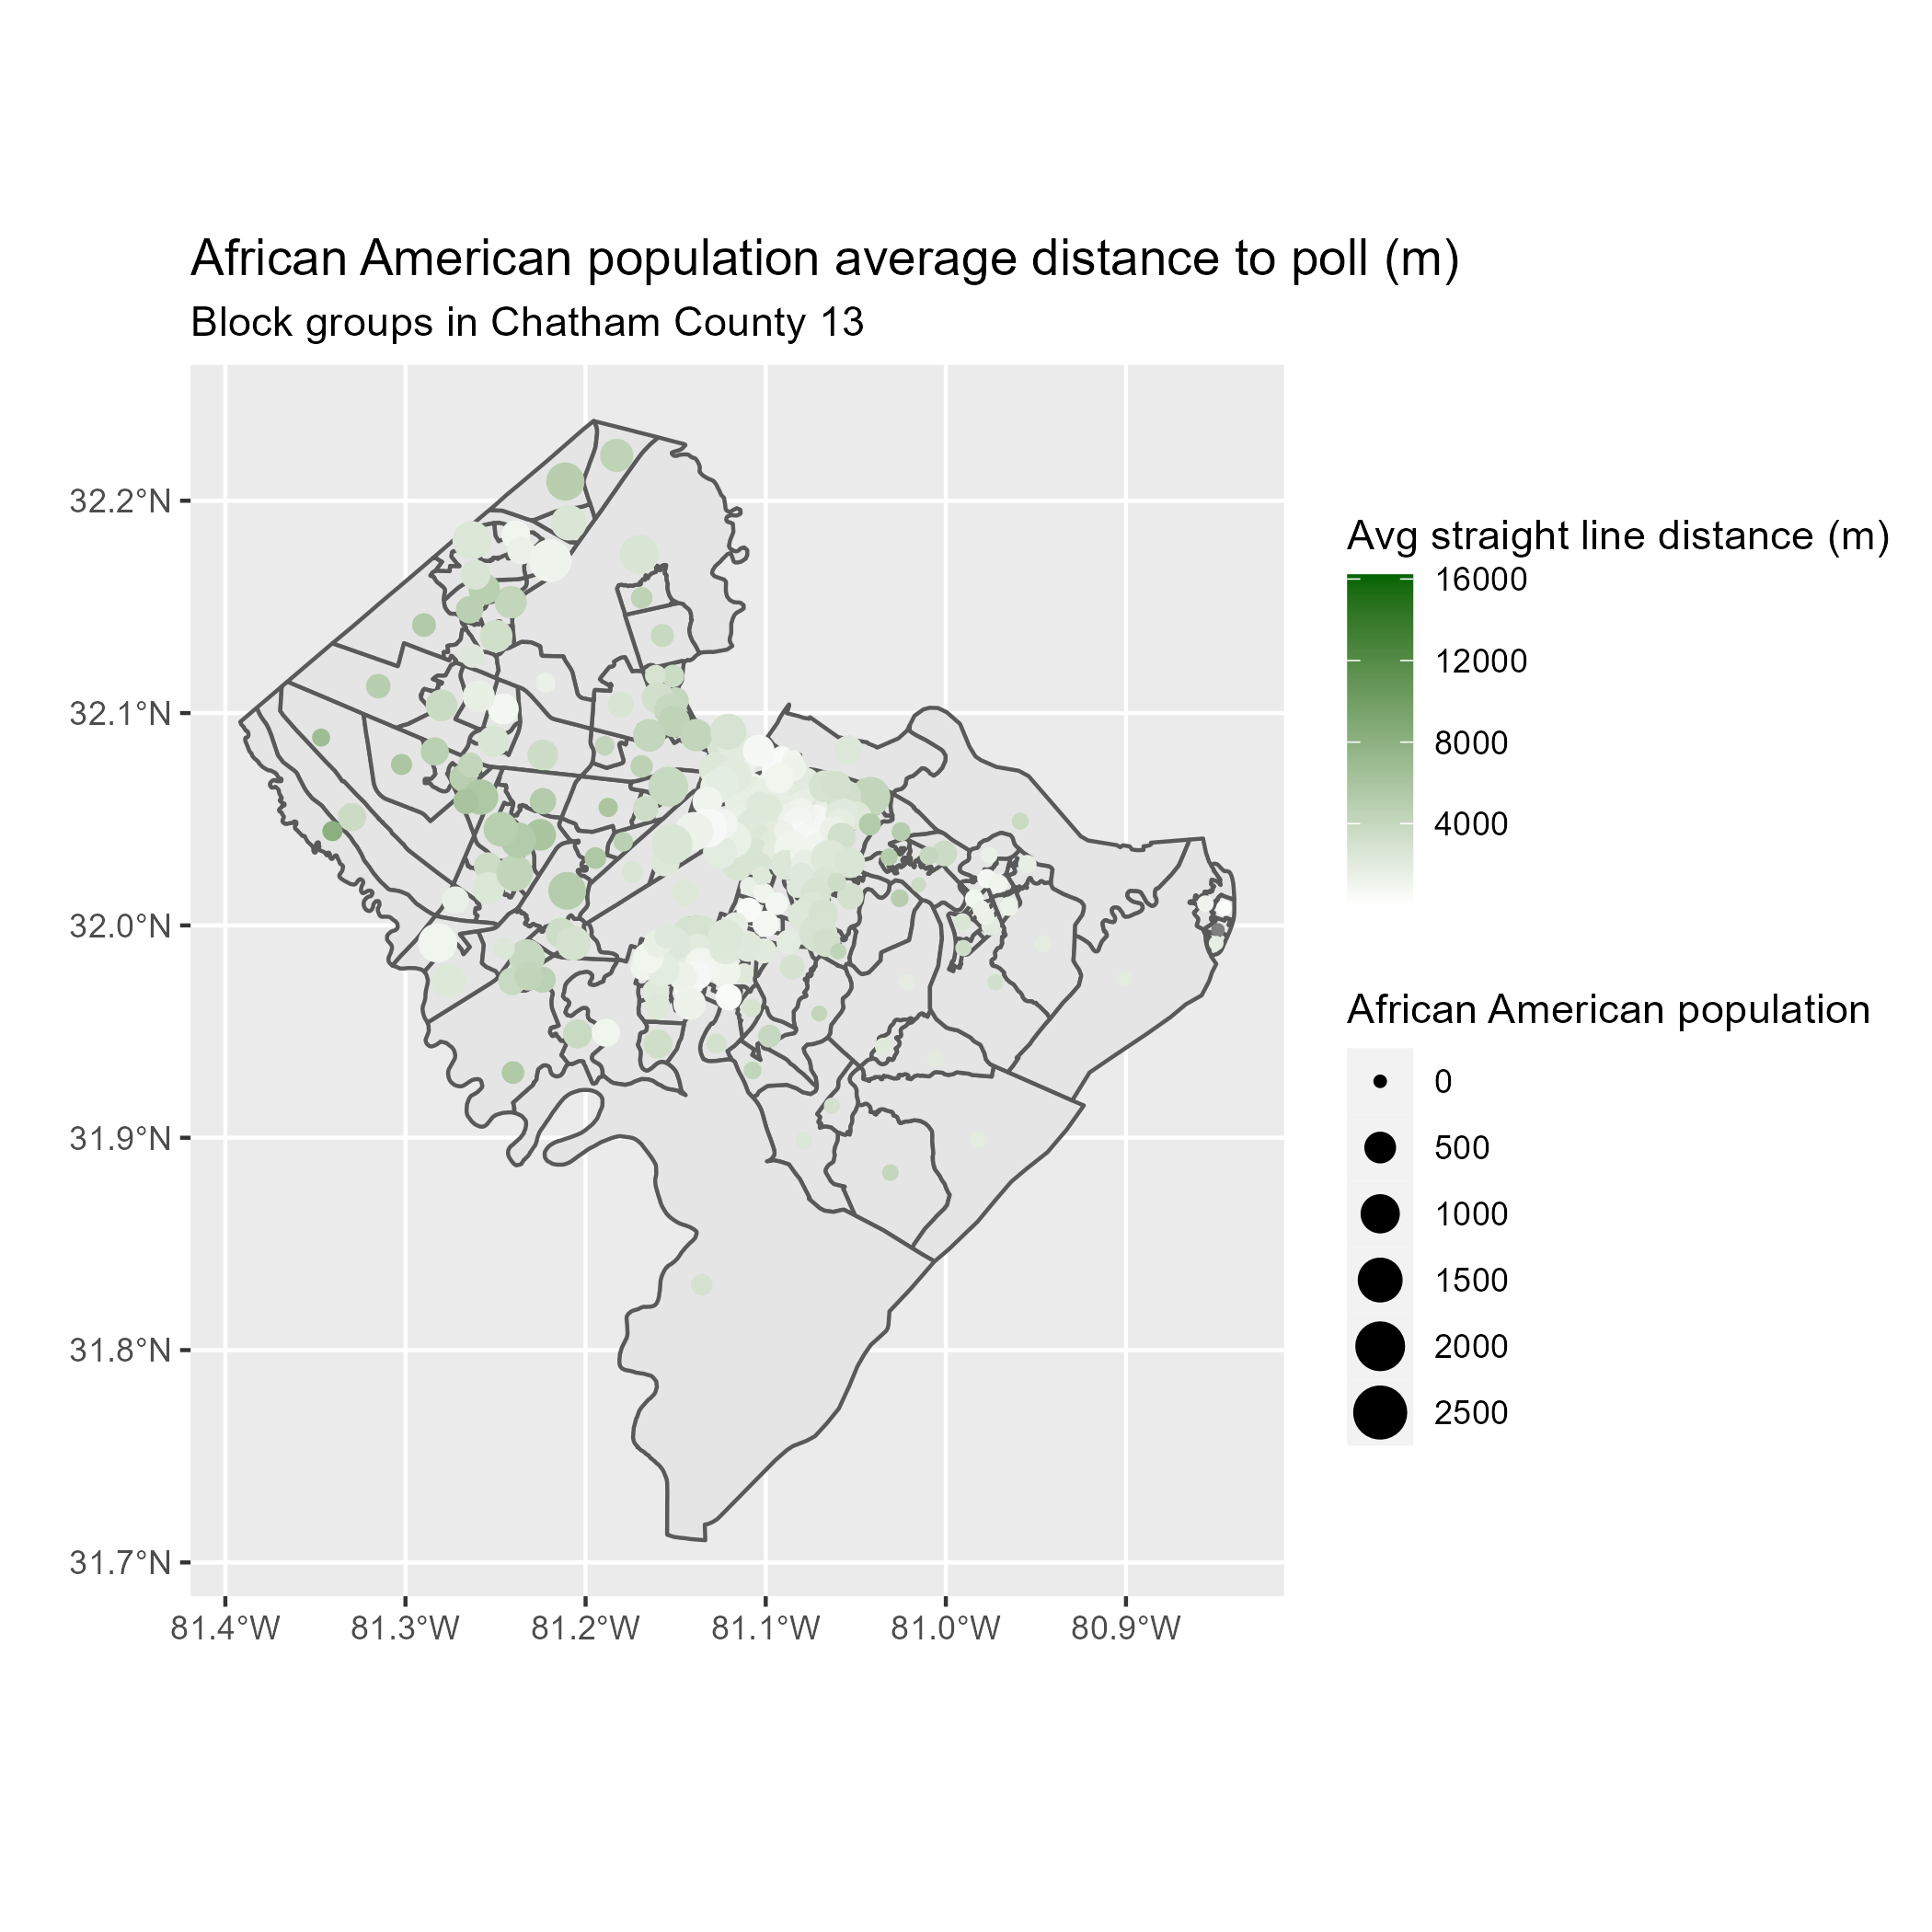 African American population average distance to poll (m)
Block groups in Chatham County 13
32.2°N
32.1°N
32.0°N
31.9°N
31.8°N
31.7°N
81.4°W 81.3°W 81.2°W 81.1°W 81.0°W 80.9°W
Avg straight line distance (m)
16000
12000
8000
4000
African American population
0
500
1000
1500
2000
2500